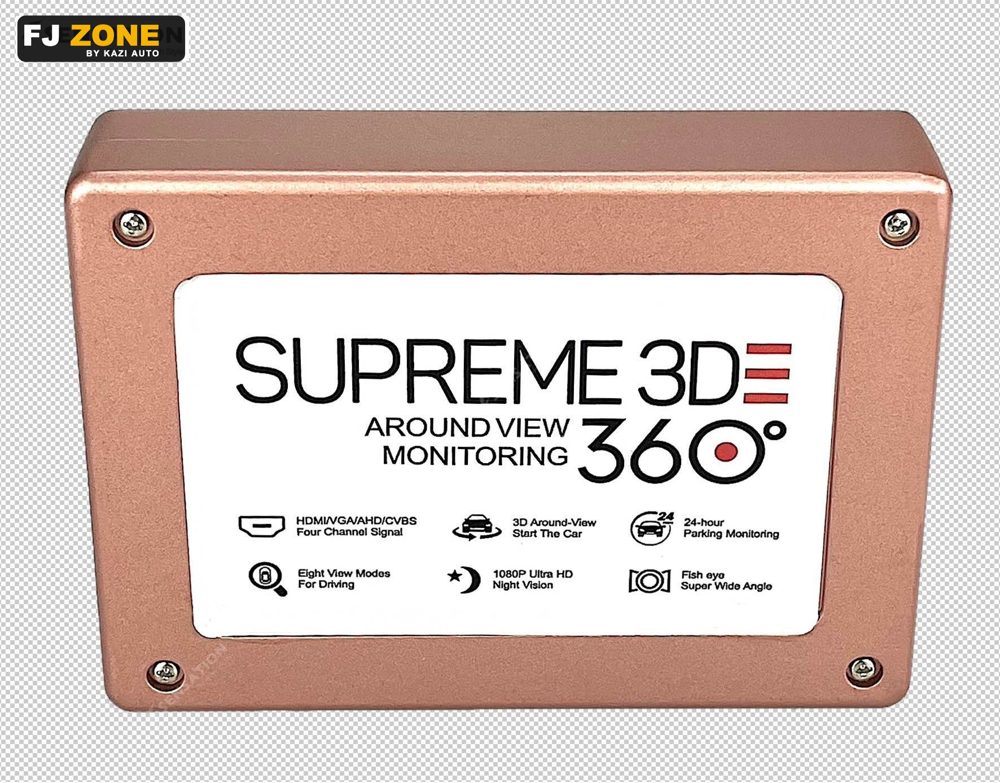 FJ ZONE
BY KAZI AUTO
SUPREME 3D
AROUND VIEW
MONITORING 360°
HDMI/VGA/AHD/CVBS
Four Channel Signal
3D Around-View
Start The Car
24
24-hour
Parking Monitoring
Eight View Modes
For Driving
1080P Ultra HD
Night Vision
Fish eye
Super Wide Angle